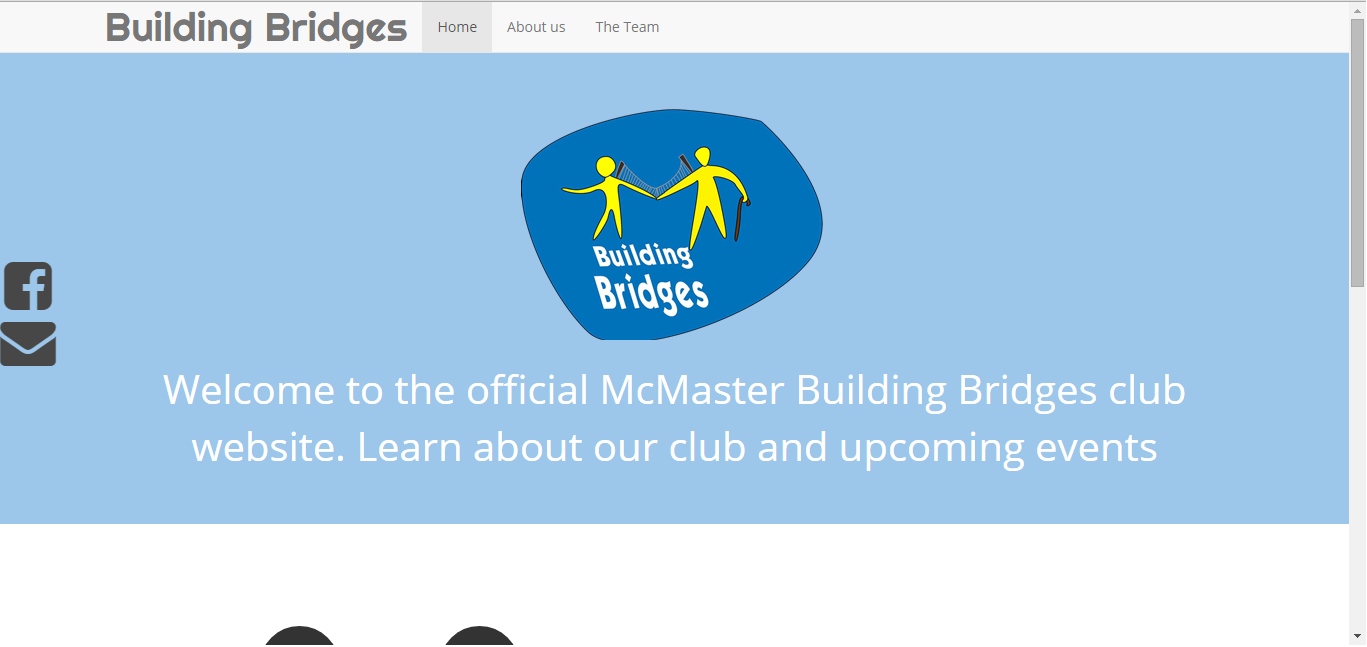 Building Bridges
Home
About us
The Team
Building
Bridges
Welcome to the official McMaster Building Bridges club
website. Learn about our club and upcoming events